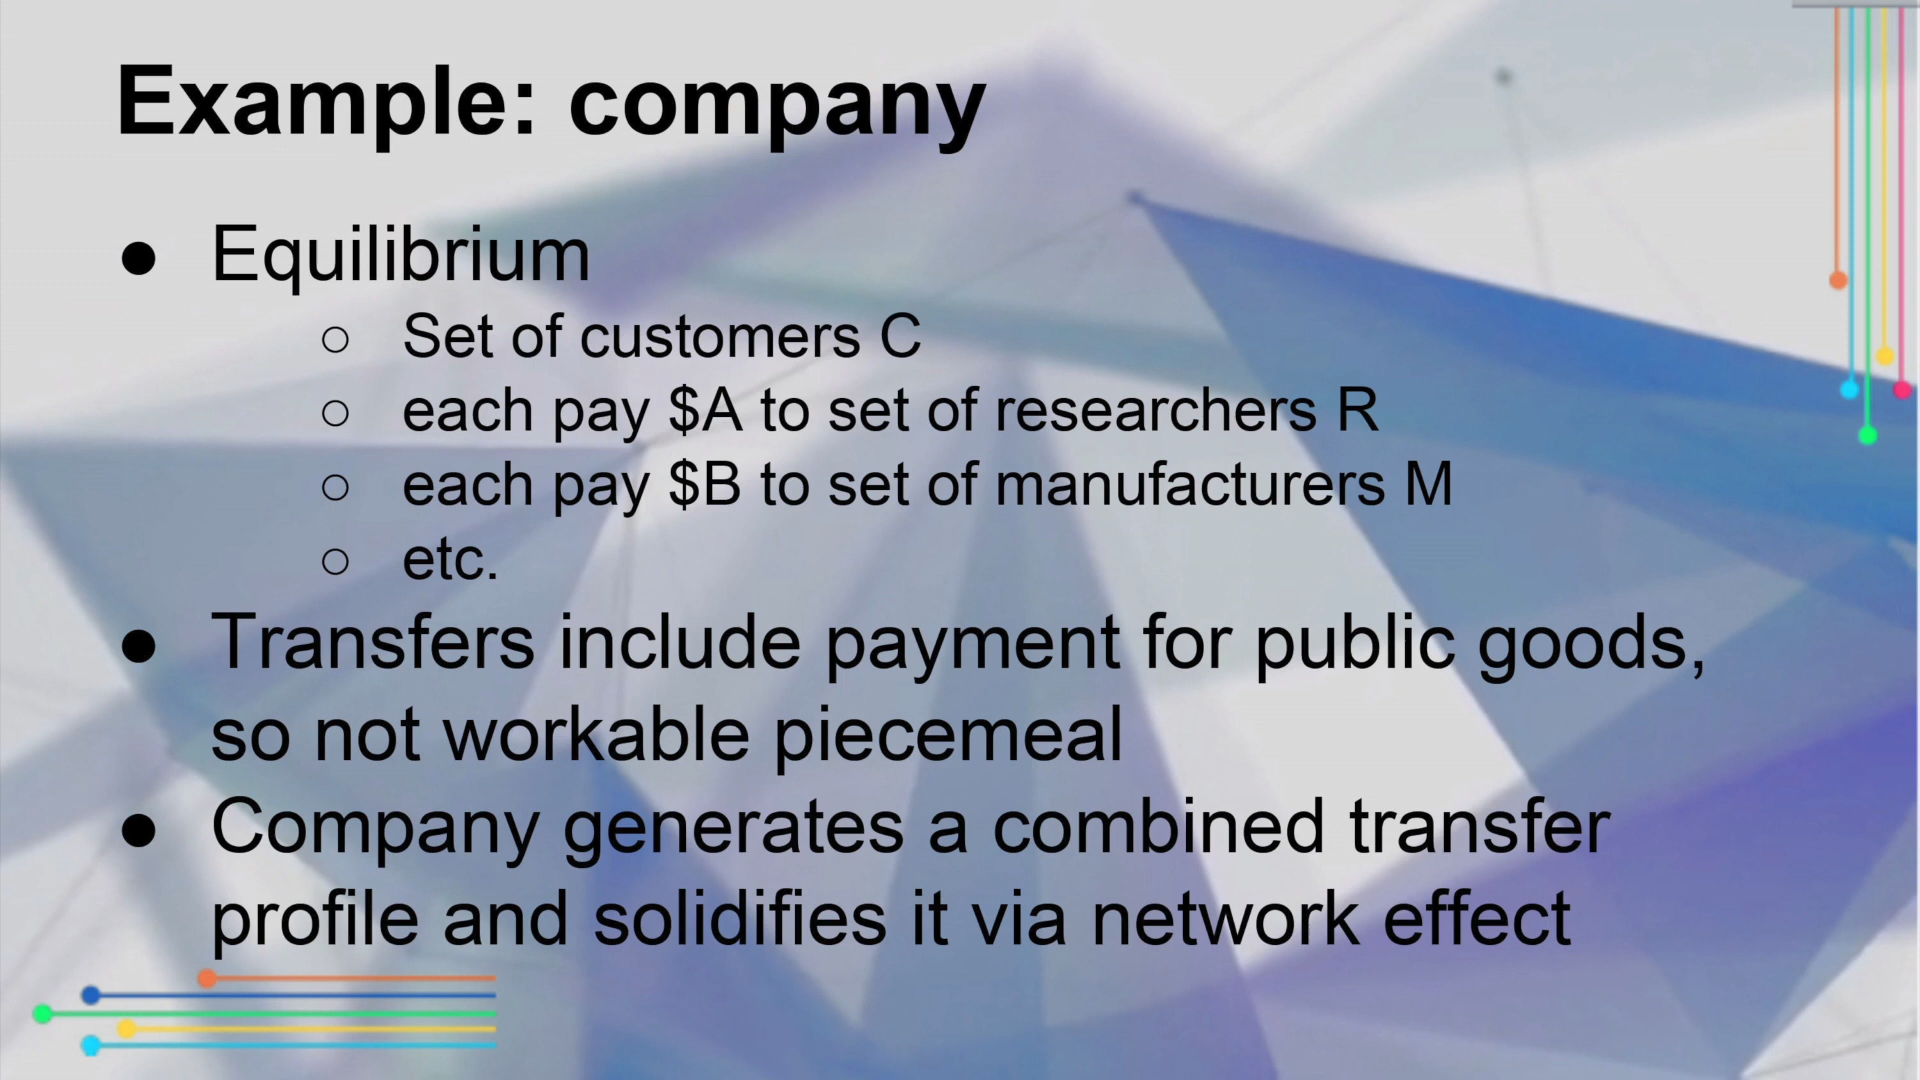 Example: company
● Equilibrium
○ Set of customers C
○ each pay $A to set of researchers R
○ each pay $B to set of manufacturers M
○ etc.
● Transfers include payment for public goods,
so not workable piecemeal
● Company generates a combined transfer
profile and solidifies it via network effect